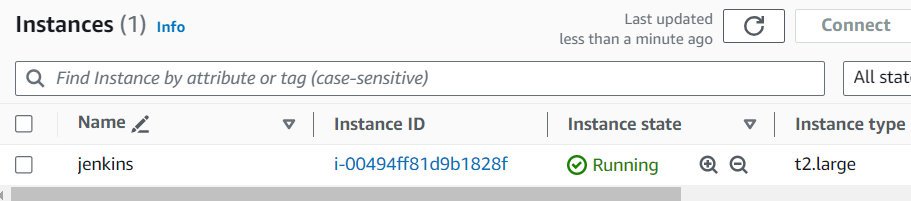 Instances (1) Info
Last updated
less than a minute ago
Connect
Find Instance by attribute or tag (case-sensitive)
All stat
Name Instance ID Instance state Instance type
jenkins i-00494ff81d9b1828f Running t2.large